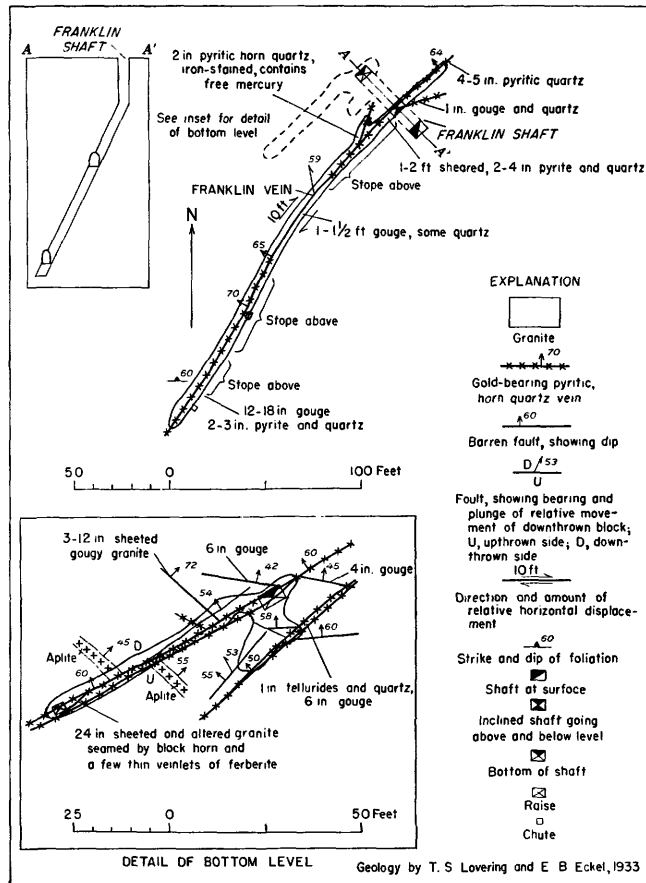 A
FRANKLIN
SHAFT
A'
2 in pyritic horn quartz,
iron-stained, contains
free mercury
See inset for detail
of bottom level
A
64
4-5 in. pyritic quartz
1 in. gouge and quartz
FRANKLIN SHAFT
A'
1-2 ft sheared, 2-4 in pyrite and quartz
Stope above
59
FRANKLIN VEIN
10 ft
N
1-1 1/2 ft gouge, some quartz
65
70
Stope above
60
Stope above
12-18 in gouge
2-3 in. pyrite and quartz
50 0 100 Feet
EXPLANATION
Granite
70
Gold-bearing pyritic,
horn quartz vein
60
Barren fault, showing dip
D 53
U
Foult, showing bearing and
plunge of relative move-
ment of downthrown block;
U, upthrown side; D, down-
thrown side
10 ft
Direction and amount of
relative horizontal displace-
ment
60
Strike and dip of foliation
Shaft at surface
Inclined shaft going
above and below level
Bottom of shaft
Raise
Chute
3-12 in sheeted
gougy granite
6 in gouge
72
42
60
45
4 in. gouge
54
58
60
45
D
Aplite
60
U
55
Aplite
53
50
55
1 in tellurides and quartz,
6 in gouge
24 in sheeted ond altered granite
seamed by block horn and
a few thin veinlets of ferberite
25 0 50 Feet
DETAIL OF BOTTOM LEVEL
Geology by T. S Lovering and E B Eckel, 1933